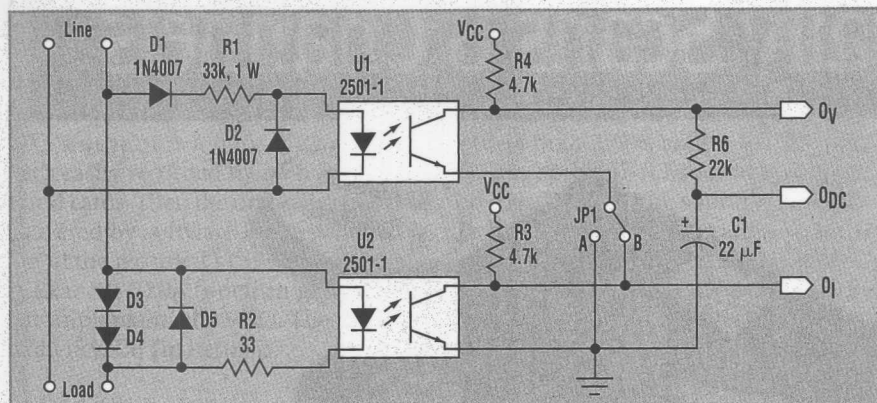 Line
D1
1N4007
R1
33k, 1 W
D2
1N4007
U1
2501-1
VCC
R4
4.7k
OV
R6
22k
ODC
VCC
R3
4.7k
JP1
A
B
+
C1
22 µF
U2
2501-1
OI
D3
D4
D5
R2
33
Load